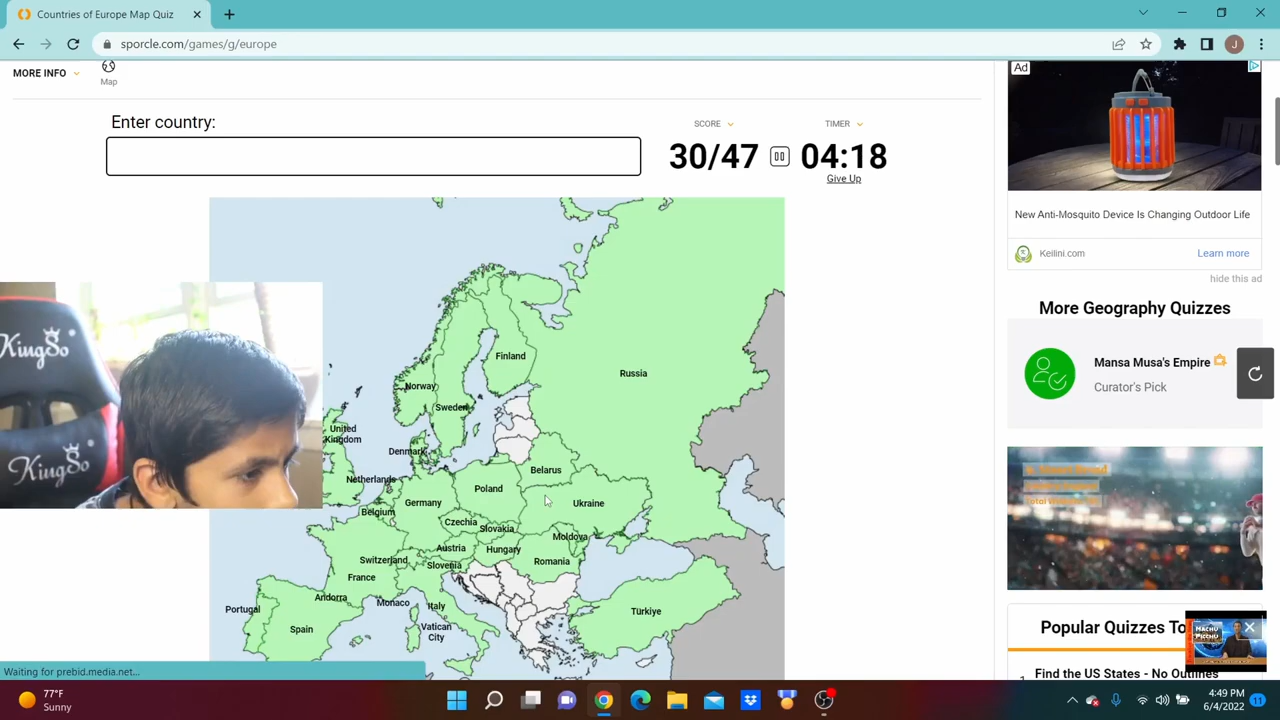 Countries of Europe Map Quiz
sporcle.com/games/g/europe
J
MORE INFO
Map
Enter country:
SCORE
30/47
TIMER
04:18
Give Up
Finland
Russia
Norway
Sweden
United
Kingdom
Denmark
Netherlands
Belarus
Poland
Germany
Ukraine
Belgium
Czechia
Slovakia
Moldova
Austria
Hungary
Switzerland
Slovenia
Romania
France
Andorra
Monaco
Italy
Portugal
Türkiye
Spain
Vatican
City
KingSo
KingSo
Ad
New Anti-Mosquito Device Is Changing Outdoor Life
Keilini.com
Learn more
hide this ad
More Geography Quizzes
Mansa Musa's Empire
Curator's Pick
MACHU
PICCHU
Popular Quizzes To
Find the US States - No Outlines
Waiting for prebid.media.net...
77°F
Sunny
4:49 PM
6/4/2022
11